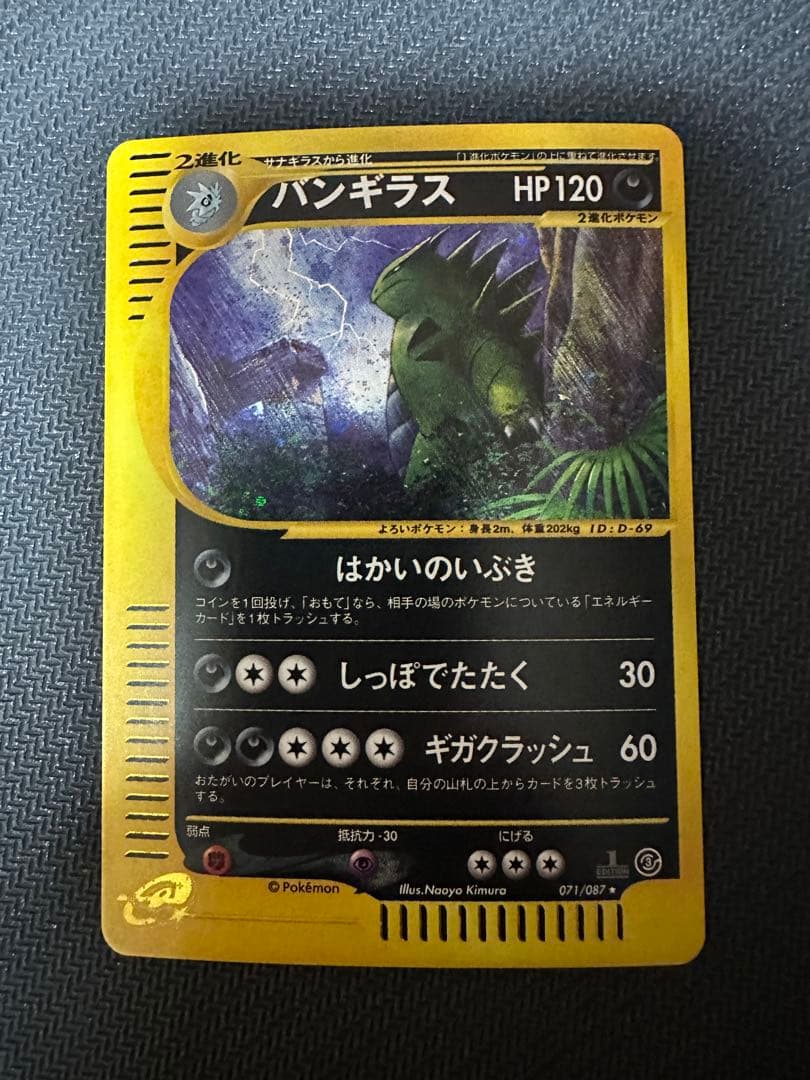 2進化
サナギラスから進化
「1進化ポケモン」の上に重ねて進化させます。
バンギラス HP120
2進化ポケモン
よろいポケモン：身長2m、体重202kg ID：D-69
はかいのいぶき
コインを1回投げ、「おもて」なら、相手の場のポケモンについている「エネルギー
カード」を1枚トラッシュする。
しっぽでたたく 30
ギガクラッシュ 60
おたがいのプレイヤーは、それぞれ、自分の山札の上からカードを3枚トラッシュ
する。
弱点 抵抗力-30 にげる
1 EDITION 3
©Pokémon Illus.Naoyo Kimura 071/087 ★